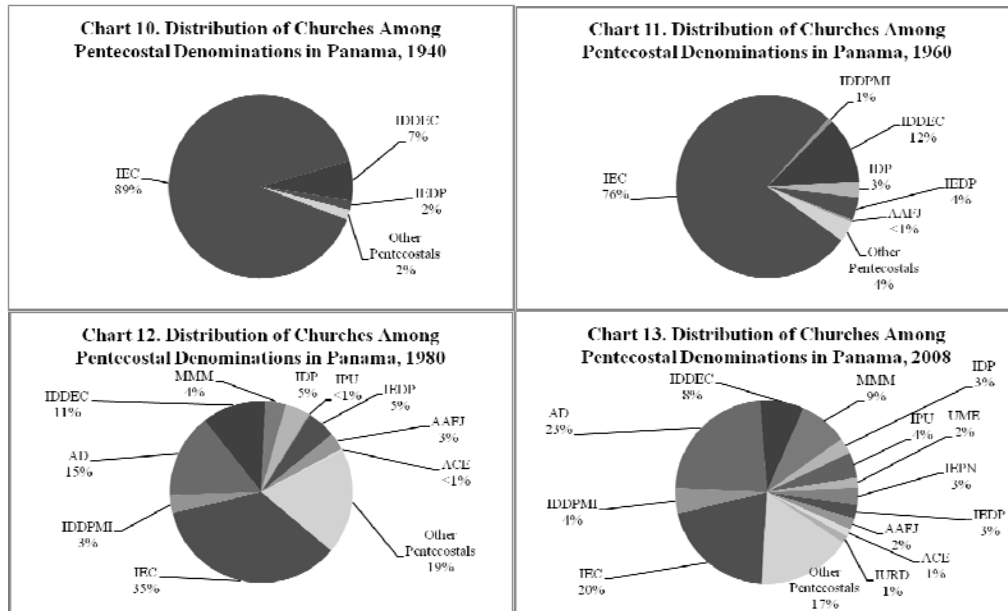 Chart 10. Distribution of Churches Among
Pentecostal Denominations in Panama, 1940
IDDEC
7%
IEC
89%
IEDP
2%
Other
Pentecostals
2%
Chart 11. Distribution of Churches Among
Pentecostal Denominations in Panama, 1960
IDDPMI
1%
IDDEC
12%
IDP
3%
IEC
76%
IEDP
4%
AAFJ
<1%
Other
Pentecostals
4%
Chart 12. Distribution of Churches Among
Pentecostal Denominations in Panama, 1980
MMM
4%
IDP
5%
IPU
<1%
IEDP
5%
IDDEC
11%
AAFJ
3%
AD
15%
ACE
<1%
IDDPMI
3%
Other
Pentecostals
19%
IEC
35%
Chart 13. Distribution of Churches Among
Pentecostal Denominations in Panama, 2008
IDP
3%
IDDEC
8%
MMM
9%
AD
23%
IPU
4%
UME
2%
IEPN
3%
IDDPMI
4%
IEDP
3%
AAFJ
2%
ACE
1%
IEC
20%
Other
Pentecostals
17%
IURD
1%